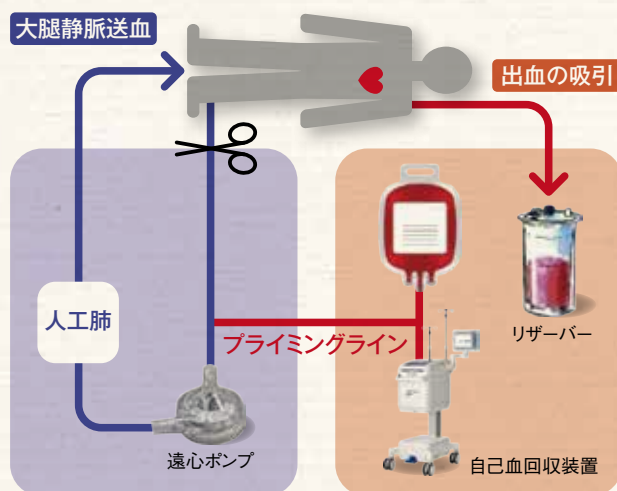 大腿静脈送血
出血の吸引
人工肺
プライミングライン
リザーバー
遠心ポンプ
自己血回収装置